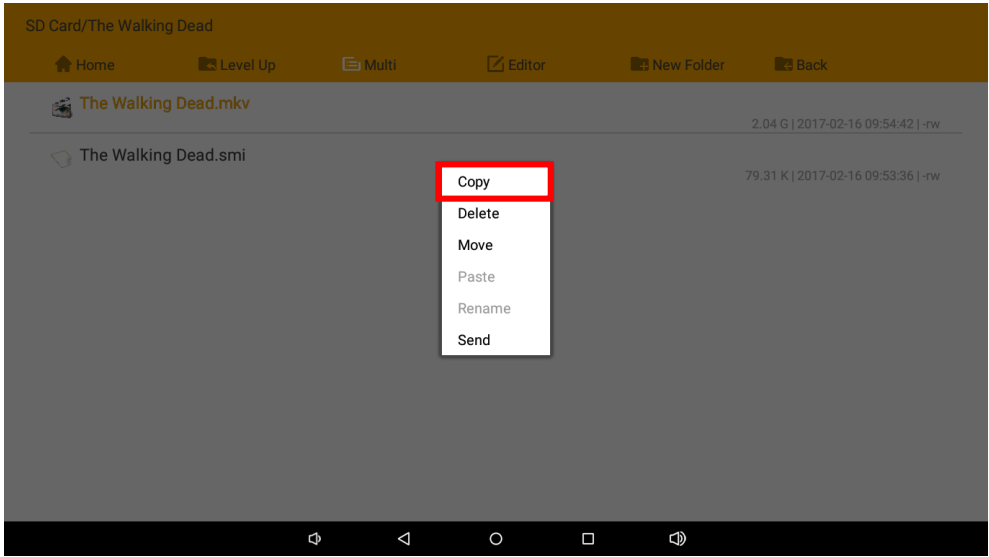 SD Card/The Walking Dead
Home Level Up Multi Editor New Folder Back
The Walking Dead.mkv
2.04 G | 2017-02-16 09:54:42 | -rw
The Walking Dead.smi
79.31 K | 2017-02-16 09:53:36 | -rw
Copy
Delete
Move
Paste
Rename
Send